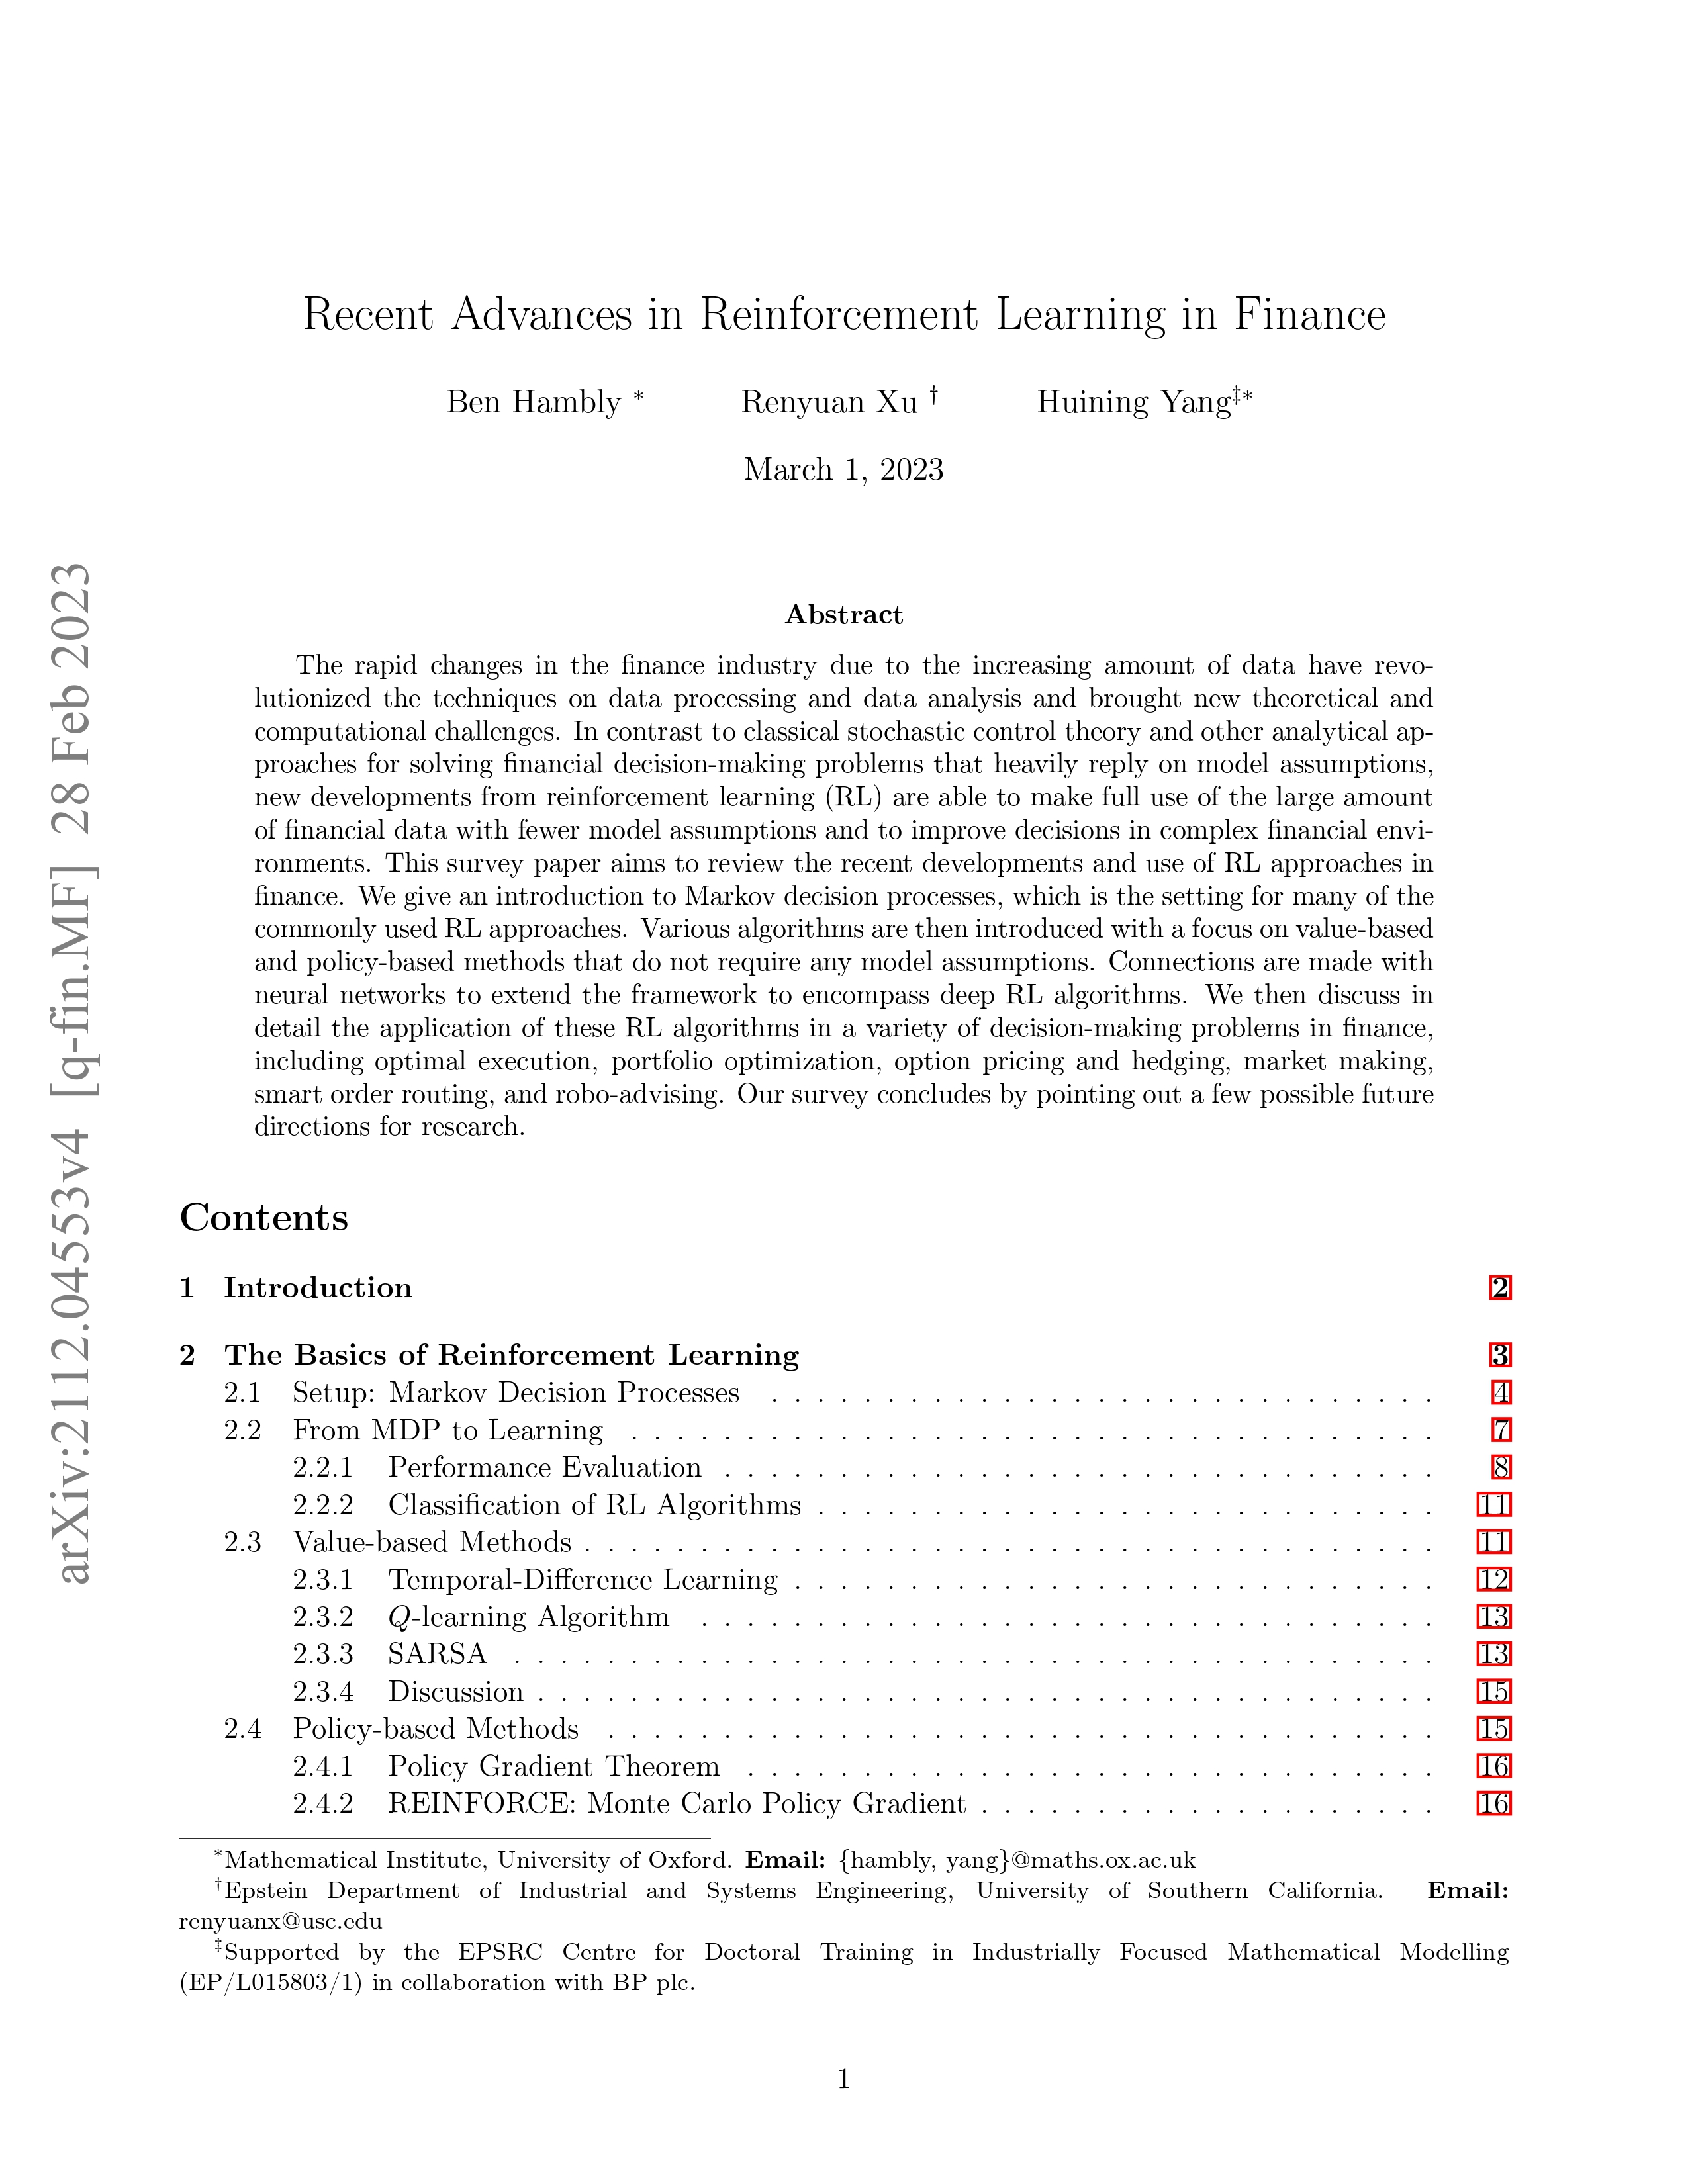 Recent Advances in Reinforcement Learning in Finance
Ben Hambly * Renyuan Xu † Huining Yang‡*
March 1, 2023
arXiv:2112.04553v4 [q-fin.MF] 28 Feb 2023
Abstract
The rapid changes in the finance industry due to the increasing amount of data have revo-
lutionized the techniques on data processing and data analysis and brought new theoretical and
computational challenges. In contrast to classical stochastic control theory and other analytical ap-
proaches for solving financial decision-making problems that heavily reply on model assumptions,
new developments from reinforcement learning (RL) are able to make full use of the large amount
of financial data with fewer model assumptions and to improve decisions in complex financial envi-
ronments. This survey paper aims to review the recent developments and use of RL approaches in
finance. We give an introduction to Markov decision processes, which is the setting for many of the
commonly used RL approaches. Various algorithms are then introduced with a focus on value-based
and policy-based methods that do not require any model assumptions. Connections are made with
neural networks to extend the framework to encompass deep RL algorithms. We then discuss in
detail the application of these RL algorithms in a variety of decision-making problems in finance,
including optimal execution, portfolio optimization, option pricing and hedging, market making,
smart order routing, and robo-advising. Our survey concludes by pointing out a few possible future
directions for research.
Contents
1 Introduction 2
2 The Basics of Reinforcement Learning 3
2.1 Setup: Markov Decision Processes . . . . . . . . . . . . . . . . . . . . . . . . . . . . . 4
2.2 From MDP to Learning . . . . . . . . . . . . . . . . . . . . . . . . . . . . . . . . . . . 7
2.2.1 Performance Evaluation . . . . . . . . . . . . . . . . . . . . . . . . . . . . . . . 8
2.2.2 Classification of RL Algorithms . . . . . . . . . . . . . . . . . . . . . . . . . . . 11
2.3 Value-based Methods . . . . . . . . . . . . . . . . . . . . . . . . . . . . . . . . . . . . . 11
2.3.1 Temporal-Difference Learning . . . . . . . . . . . . . . . . . . . . . . . . . . . . 12
2.3.2 Q-learning Algorithm . . . . . . . . . . . . . . . . . . . . . . . . . . . . . . . . 13
2.3.3 SARSA . . . . . . . . . . . . . . . . . . . . . . . . . . . . . . . . . . . . . . . . 13
2.3.4 Discussion . . . . . . . . . . . . . . . . . . . . . . . . . . . . . . . . . . . . . . . 15
2.4 Policy-based Methods . . . . . . . . . . . . . . . . . . . . . . . . . . . . . . . . . . . . 15
2.4.1 Policy Gradient Theorem . . . . . . . . . . . . . . . . . . . . . . . . . . . . . . 16
2.4.2 REINFORCE: Monte Carlo Policy Gradient . . . . . . . . . . . . . . . . . . . . 16
*Mathematical Institute, University of Oxford. Email: {hambly, yang}@maths.ox.ac.uk
†Epstein Department of Industrial and Systems Engineering, University of Southern California. Email:
renyuanx@usc.edu
‡Supported by the EPSRC Centre for Doctoral Training in Industrially Focused Mathematical Modelling
(EP/L015803/1) in collaboration with BP plc.
1